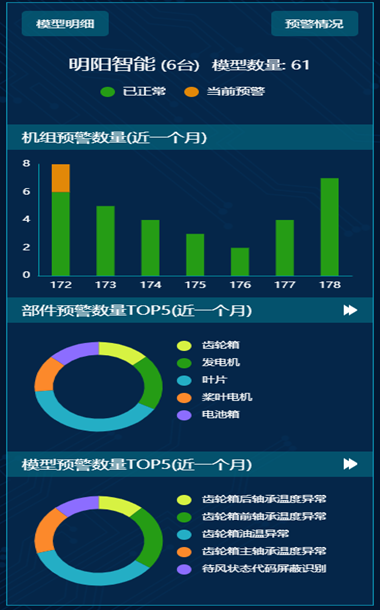 模型明细 预警情况
明阳智能 (6台) 模型数量: 61
已正常 当前预警
机组预警数量(近一个月)
8
6
4
2
0
172 173 174 175 176 177 178
部件预警数量TOP5(近一个月)
齿轮箱
发电机
叶片
桨叶电机
电池箱
模型预警数量TOP5(近一个月)
齿轮箱后轴承温度异常
齿轮箱前轴承温度异常
齿轮箱油温异常
齿轮箱主轴承温度异常
待风状态代码屏蔽识别